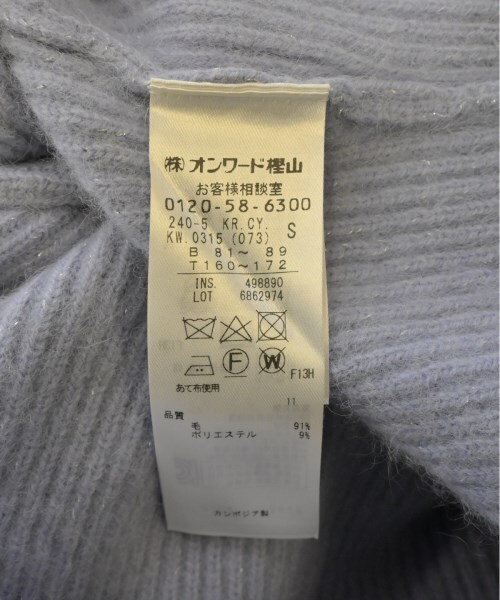 (株)オンワード樫山
お客様相談室
0120-58-6300
240-5 KR.CY. S
KW.0315 (073)
B 81~ 89
T160~172
INS. 498890
LOT 6862974
F W F13H
あて布使用
11
品質
毛 91%
ポリエステル 9%
カンボジア製